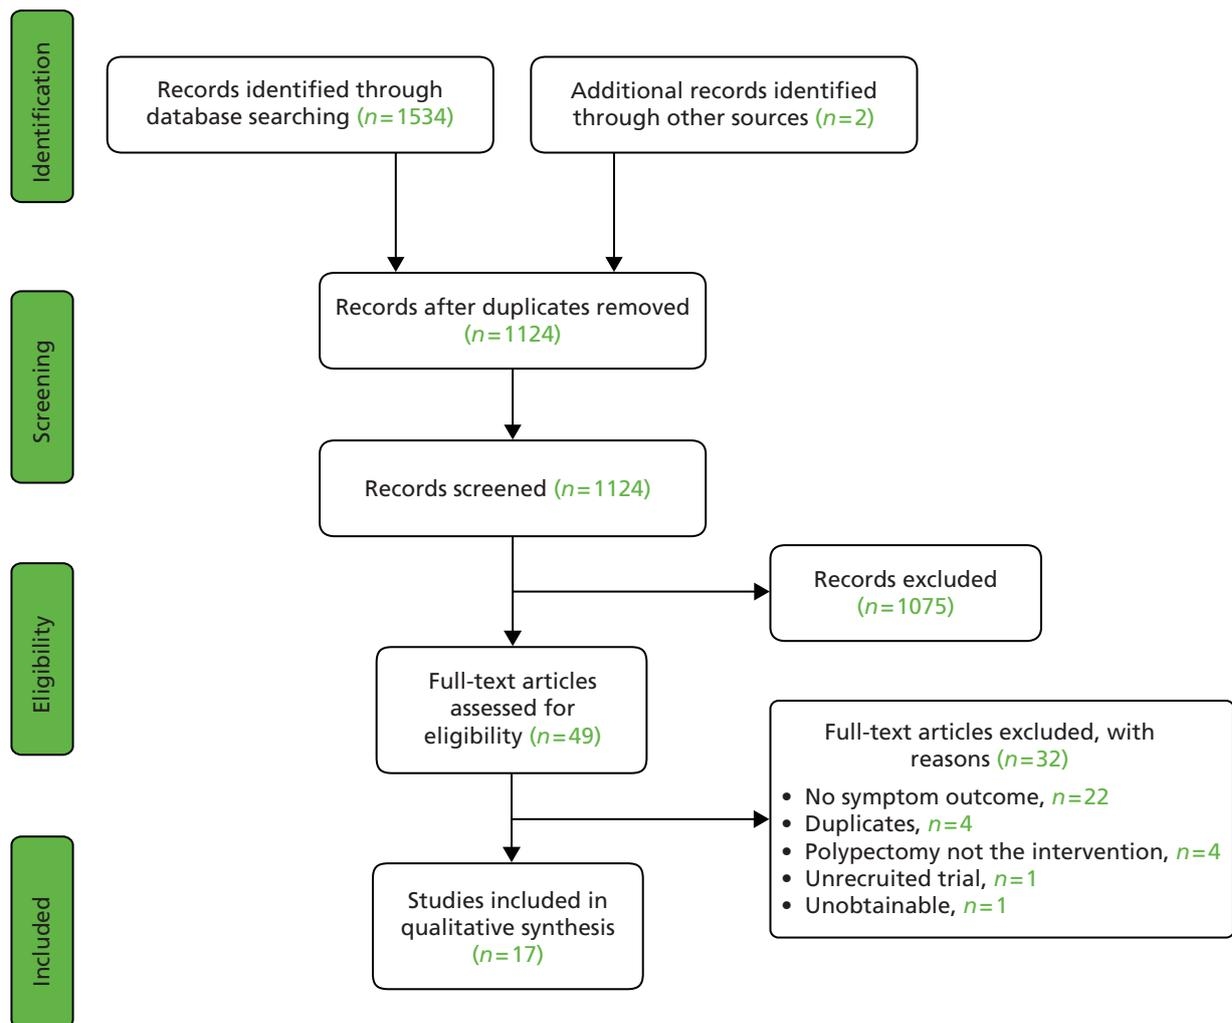 Identification
Records identified through
database searching (n=1534)
Additional records identified
through other sources (n=2)
Screening
Records after duplicates removed
(n=1124)
Records screened (n=1124)
Records excluded
(n=1075)
Eligibility
Full-text articles
assessed for
eligibility (n=49)
Full-text articles excluded, with
reasons (n=32)
• No symptom outcome, n=22
• Duplicates, n=4
• Polypectomy not the intervention, n=4
• Unrecruited trial, n=1
• Unobtainable, n=1
Included
Studies included in
qualitative synthesis
(n=17)